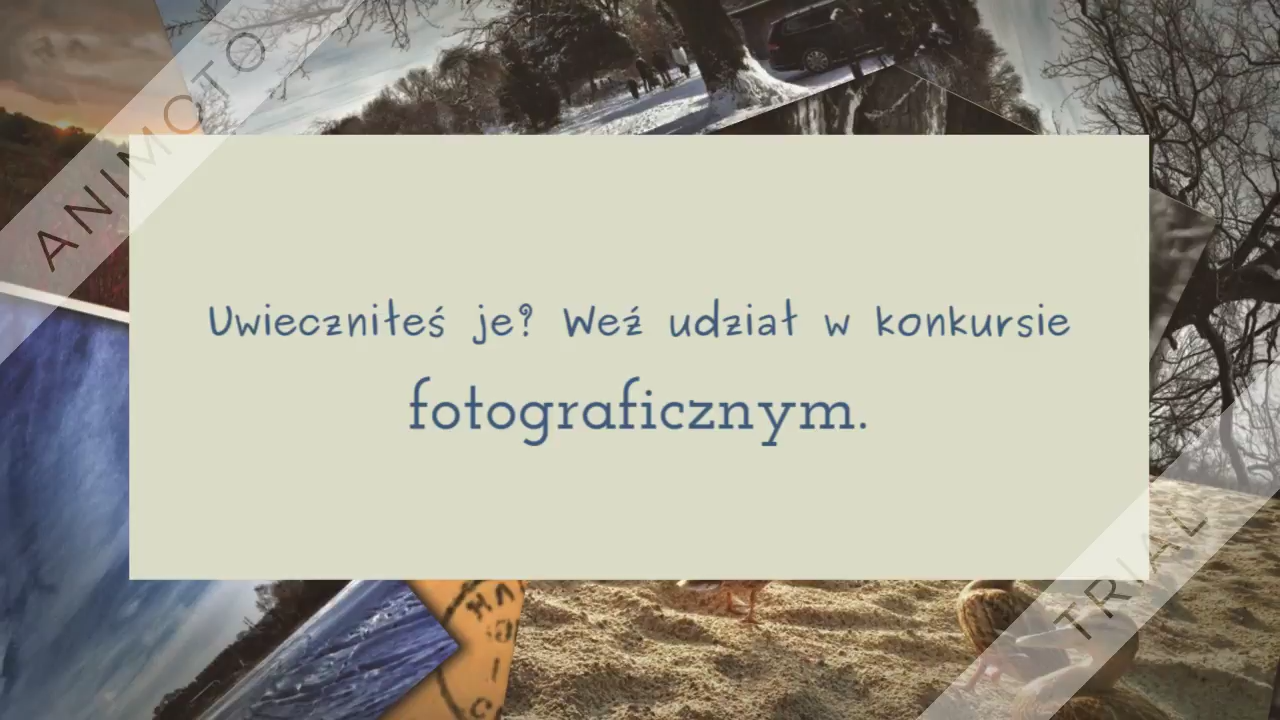 ANIMOTO
Uwieczniłeś je? Weź udział w konkursie
fotograficznym.
TRIAL